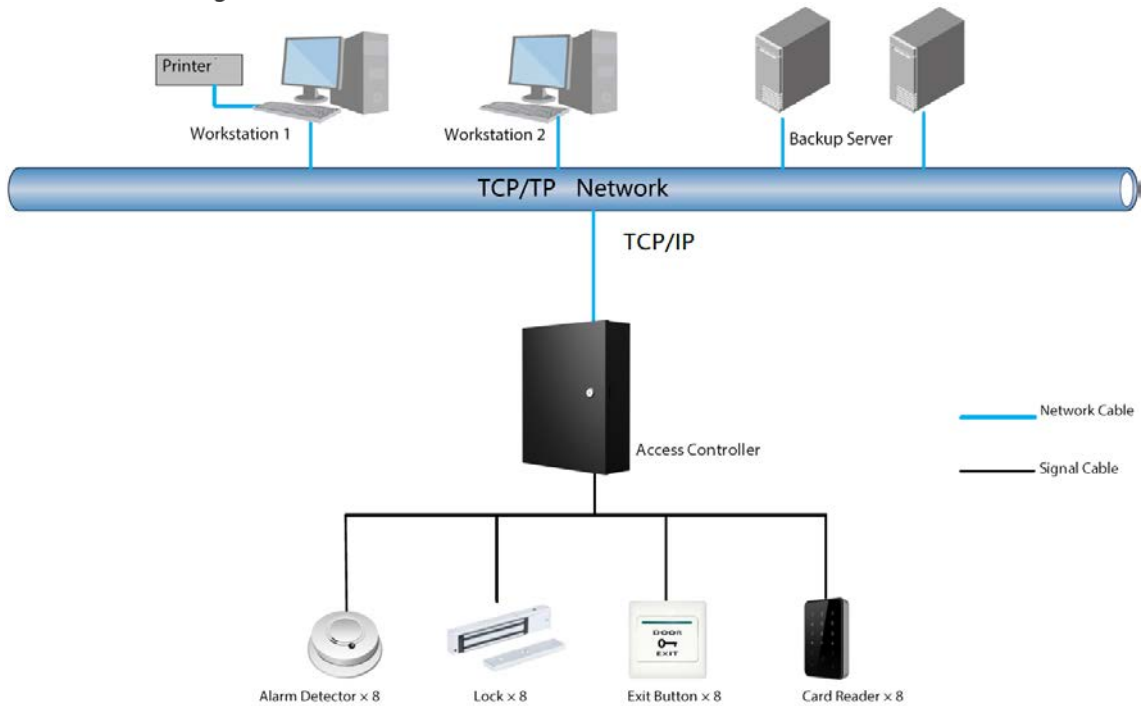 Printer
Workstation 1
Workstation 2
Backup Server
TCP/TP Network
TCP/IP
Access Controller
Network Cable
Signal Cable
DOOR
EXIT
Alarm Detector × 8
Lock × 8
Exit Button × 8
Card Reader × 8